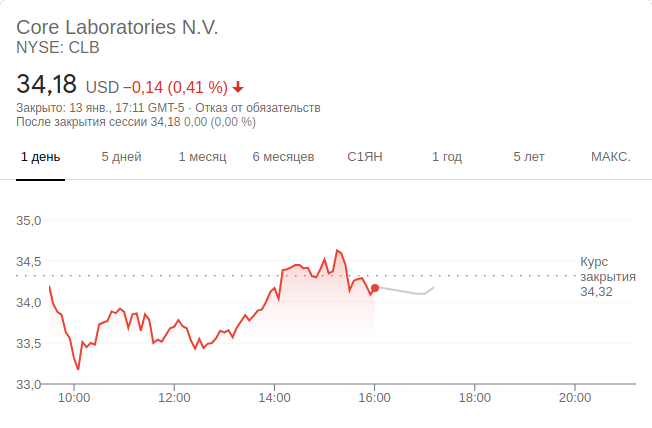 Core Laboratories N.V.
NYSE: CLB
34,18 USD −0,14 (0,41 %)
Закрыто: 13 янв., 17:11 GMT-5 · Отказ от обязательств
После закрытия сессии 34,18 0,00 (0,00 %)
1 день 5 дней 1 месяц 6 месяцев С1ЯН 1 год 5 лет МАКС.
35,0
34,5
34,0
33,5
33,0
Курс
закрытия
34,32
10:00 12:00 14:00 16:00 18:00 20:00